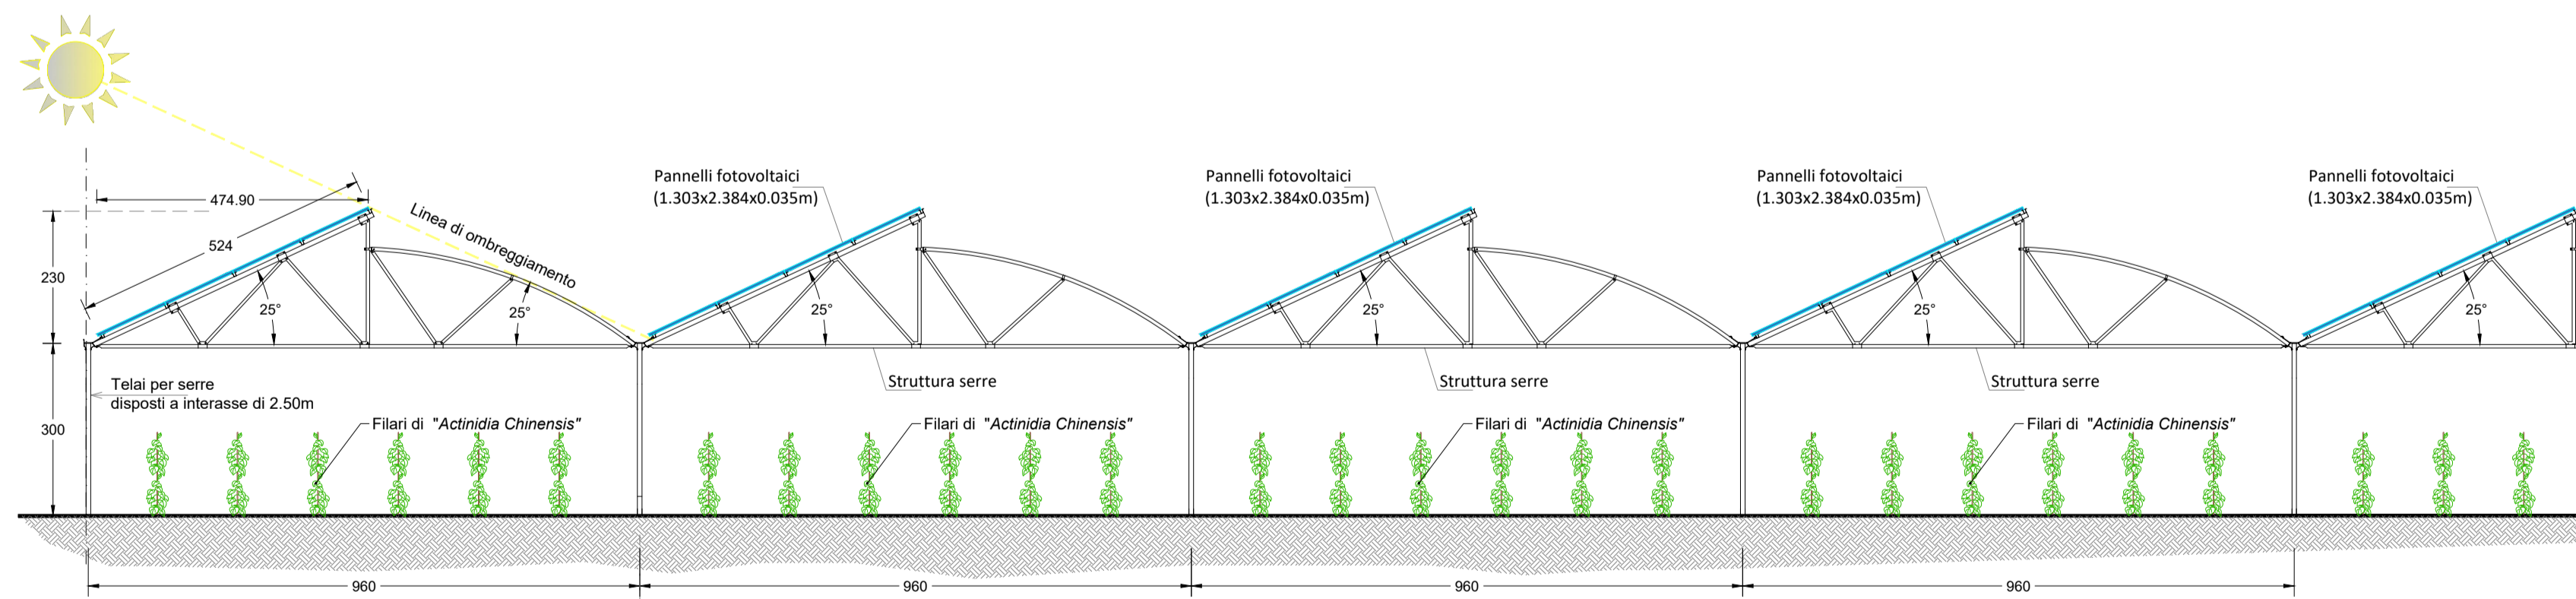 Pannelli fotovoltaici
(1.303x2.384x0.035m)
Pannelli fotovoltaici
(1.303x2.384x0.035m)
Pannelli fotovoltaici
(1.303x2.384x0.035m)
Pannelli fotovoltaici
(1.303x2.384x0.035m)
474.90
524
Linea di ombreggiamento
230
25°
25°
25°
25°
25°
25°
Telai per serre
disposti a interasse di 2.50m
Struttura serre
Struttura serre
Struttura serre
300
Filari di "Actinidia Chinensis"
Filari di "Actinidia Chinensis"
Filari di "Actinidia Chinensis"
Filari di "Actinidia Chinensis"
960
960
960
960